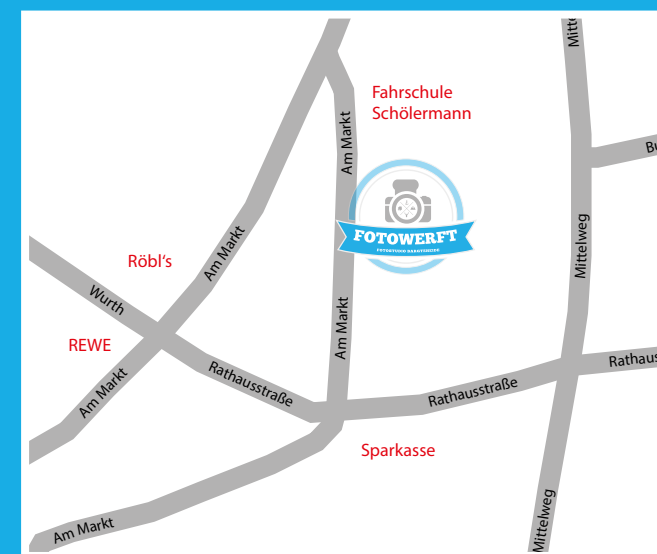 Mitte
Fahrschule
Schölermann
Am Markt
FOTOWERFT
Röbl's
Am Markt
Mittelweg
Wurth
REWE
Am Markt
Am Markt
Rathausstraße
Rathausstraße
Rathaus
Sparkasse
Mittelweg
Am Markt